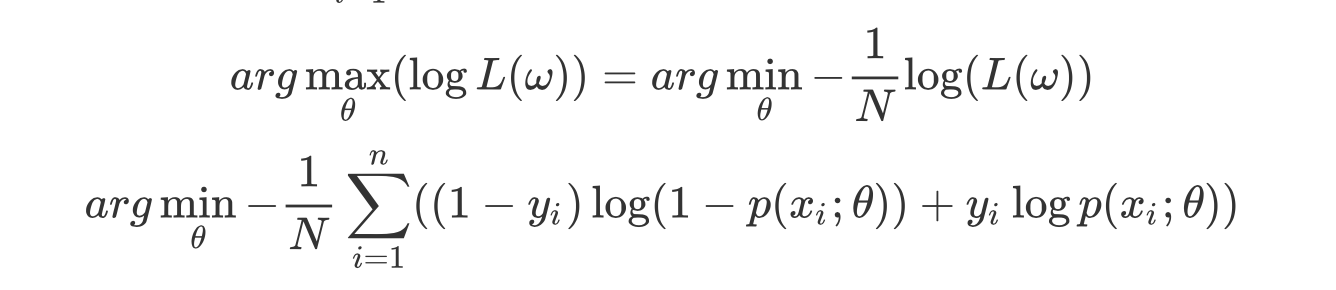 arg max_θ (log L(ω)) = arg min_θ − 1/N log(L(ω))
arg min_θ − 1/N ∑_{i=1}^{n} ((1 − y_i) log(1 − p(x_i; θ)) + y_i log p(x_i; θ))